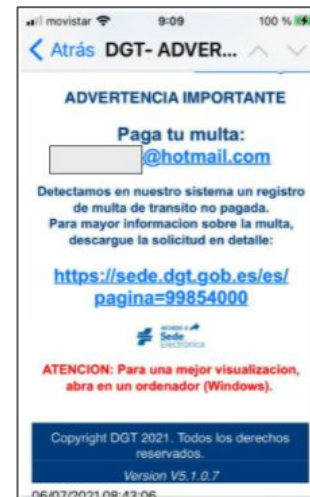 movistar 9:09 100 %
Atrás DGT- ADVER...
ADVERTENCIA IMPORTANTE
Paga tu multa:
@hotmail.com
Detectamos en nuestro sistema un registro
de multa de transito no pagada.
Para mayor informacion sobre la multa,
descargue la solicitud en detalle:
https://sede.dgt.gob.es/es/
pagina=99854000
Sede
Electrónica
ATENCION: Para una mejor visualizacion,
abra en un ordenador (Windows).
Copyright DGT 2021. Todos los derechos
reservados.
Version V5.1.0.7
06/07/2021 08:43:06